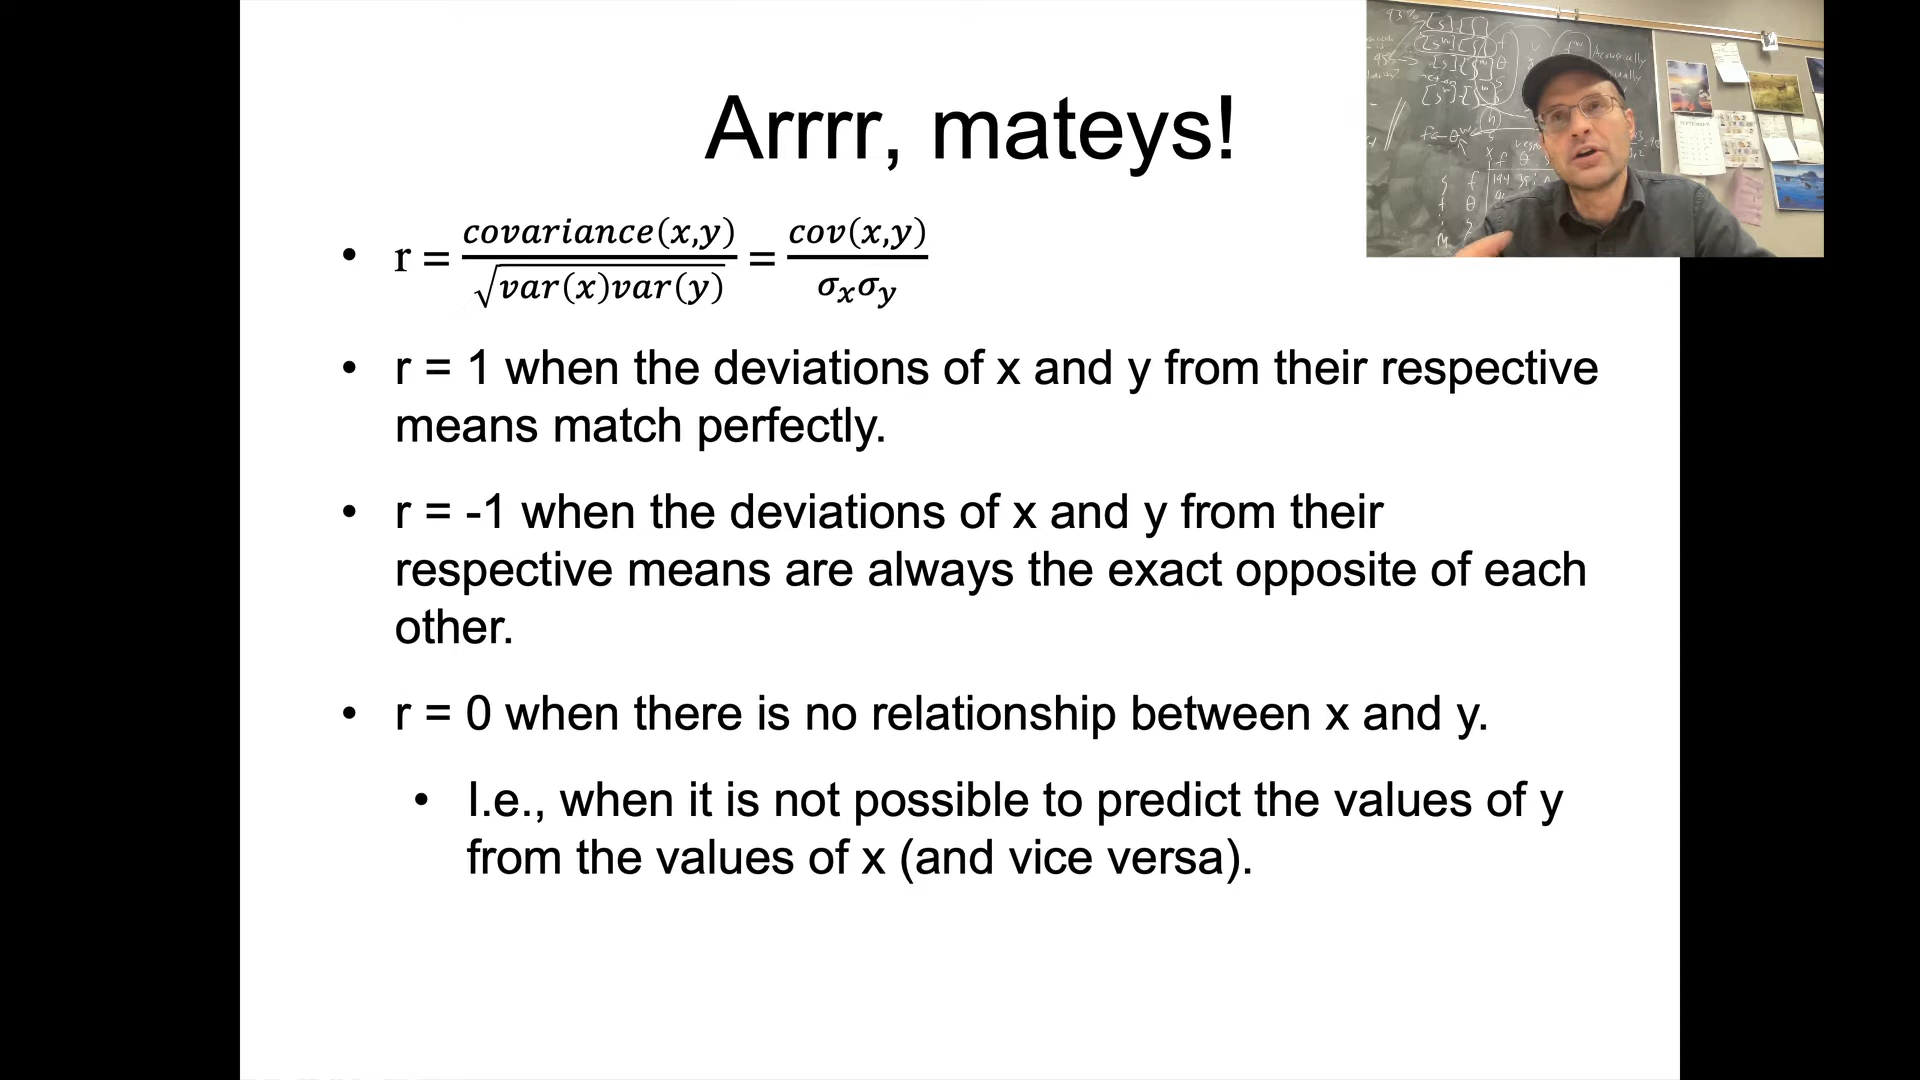 Arrrr, mateys!
• r = covariance(x,y) / √var(x)var(y) = cov(x,y) / σxσy
• r = 1 when the deviations of x and y from their respective
means match perfectly.
• r = -1 when the deviations of x and y from their
respective means are always the exact opposite of each
other.
• r = 0 when there is no relationship between x and y.
• I.e., when it is not possible to predict the values of y
from the values of x (and vice versa).
93%
SEPTEMBER